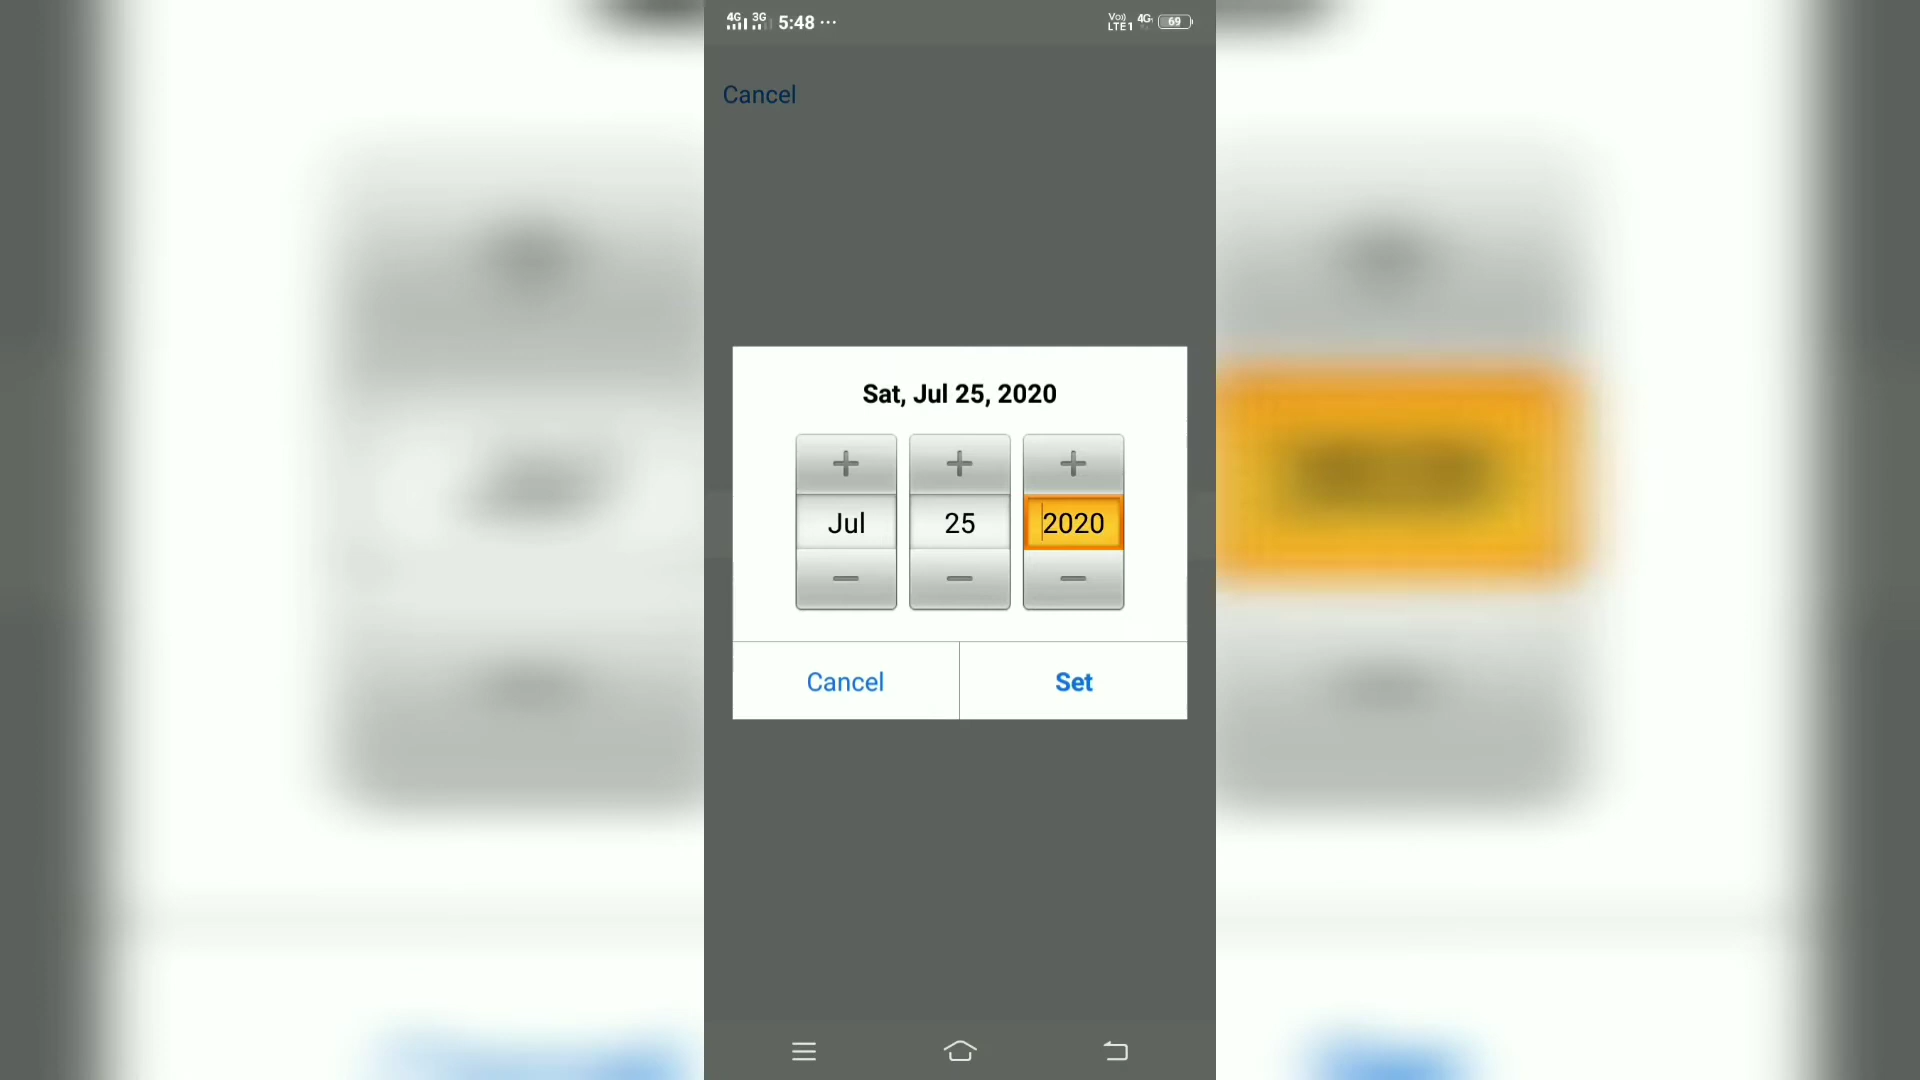 4G 3G 5:48 ... Vo)) LTE1 4G 69
Cancel
Sat, Jul 25, 2020
+ + +
Jul 25 2020
− − −
Cancel Set